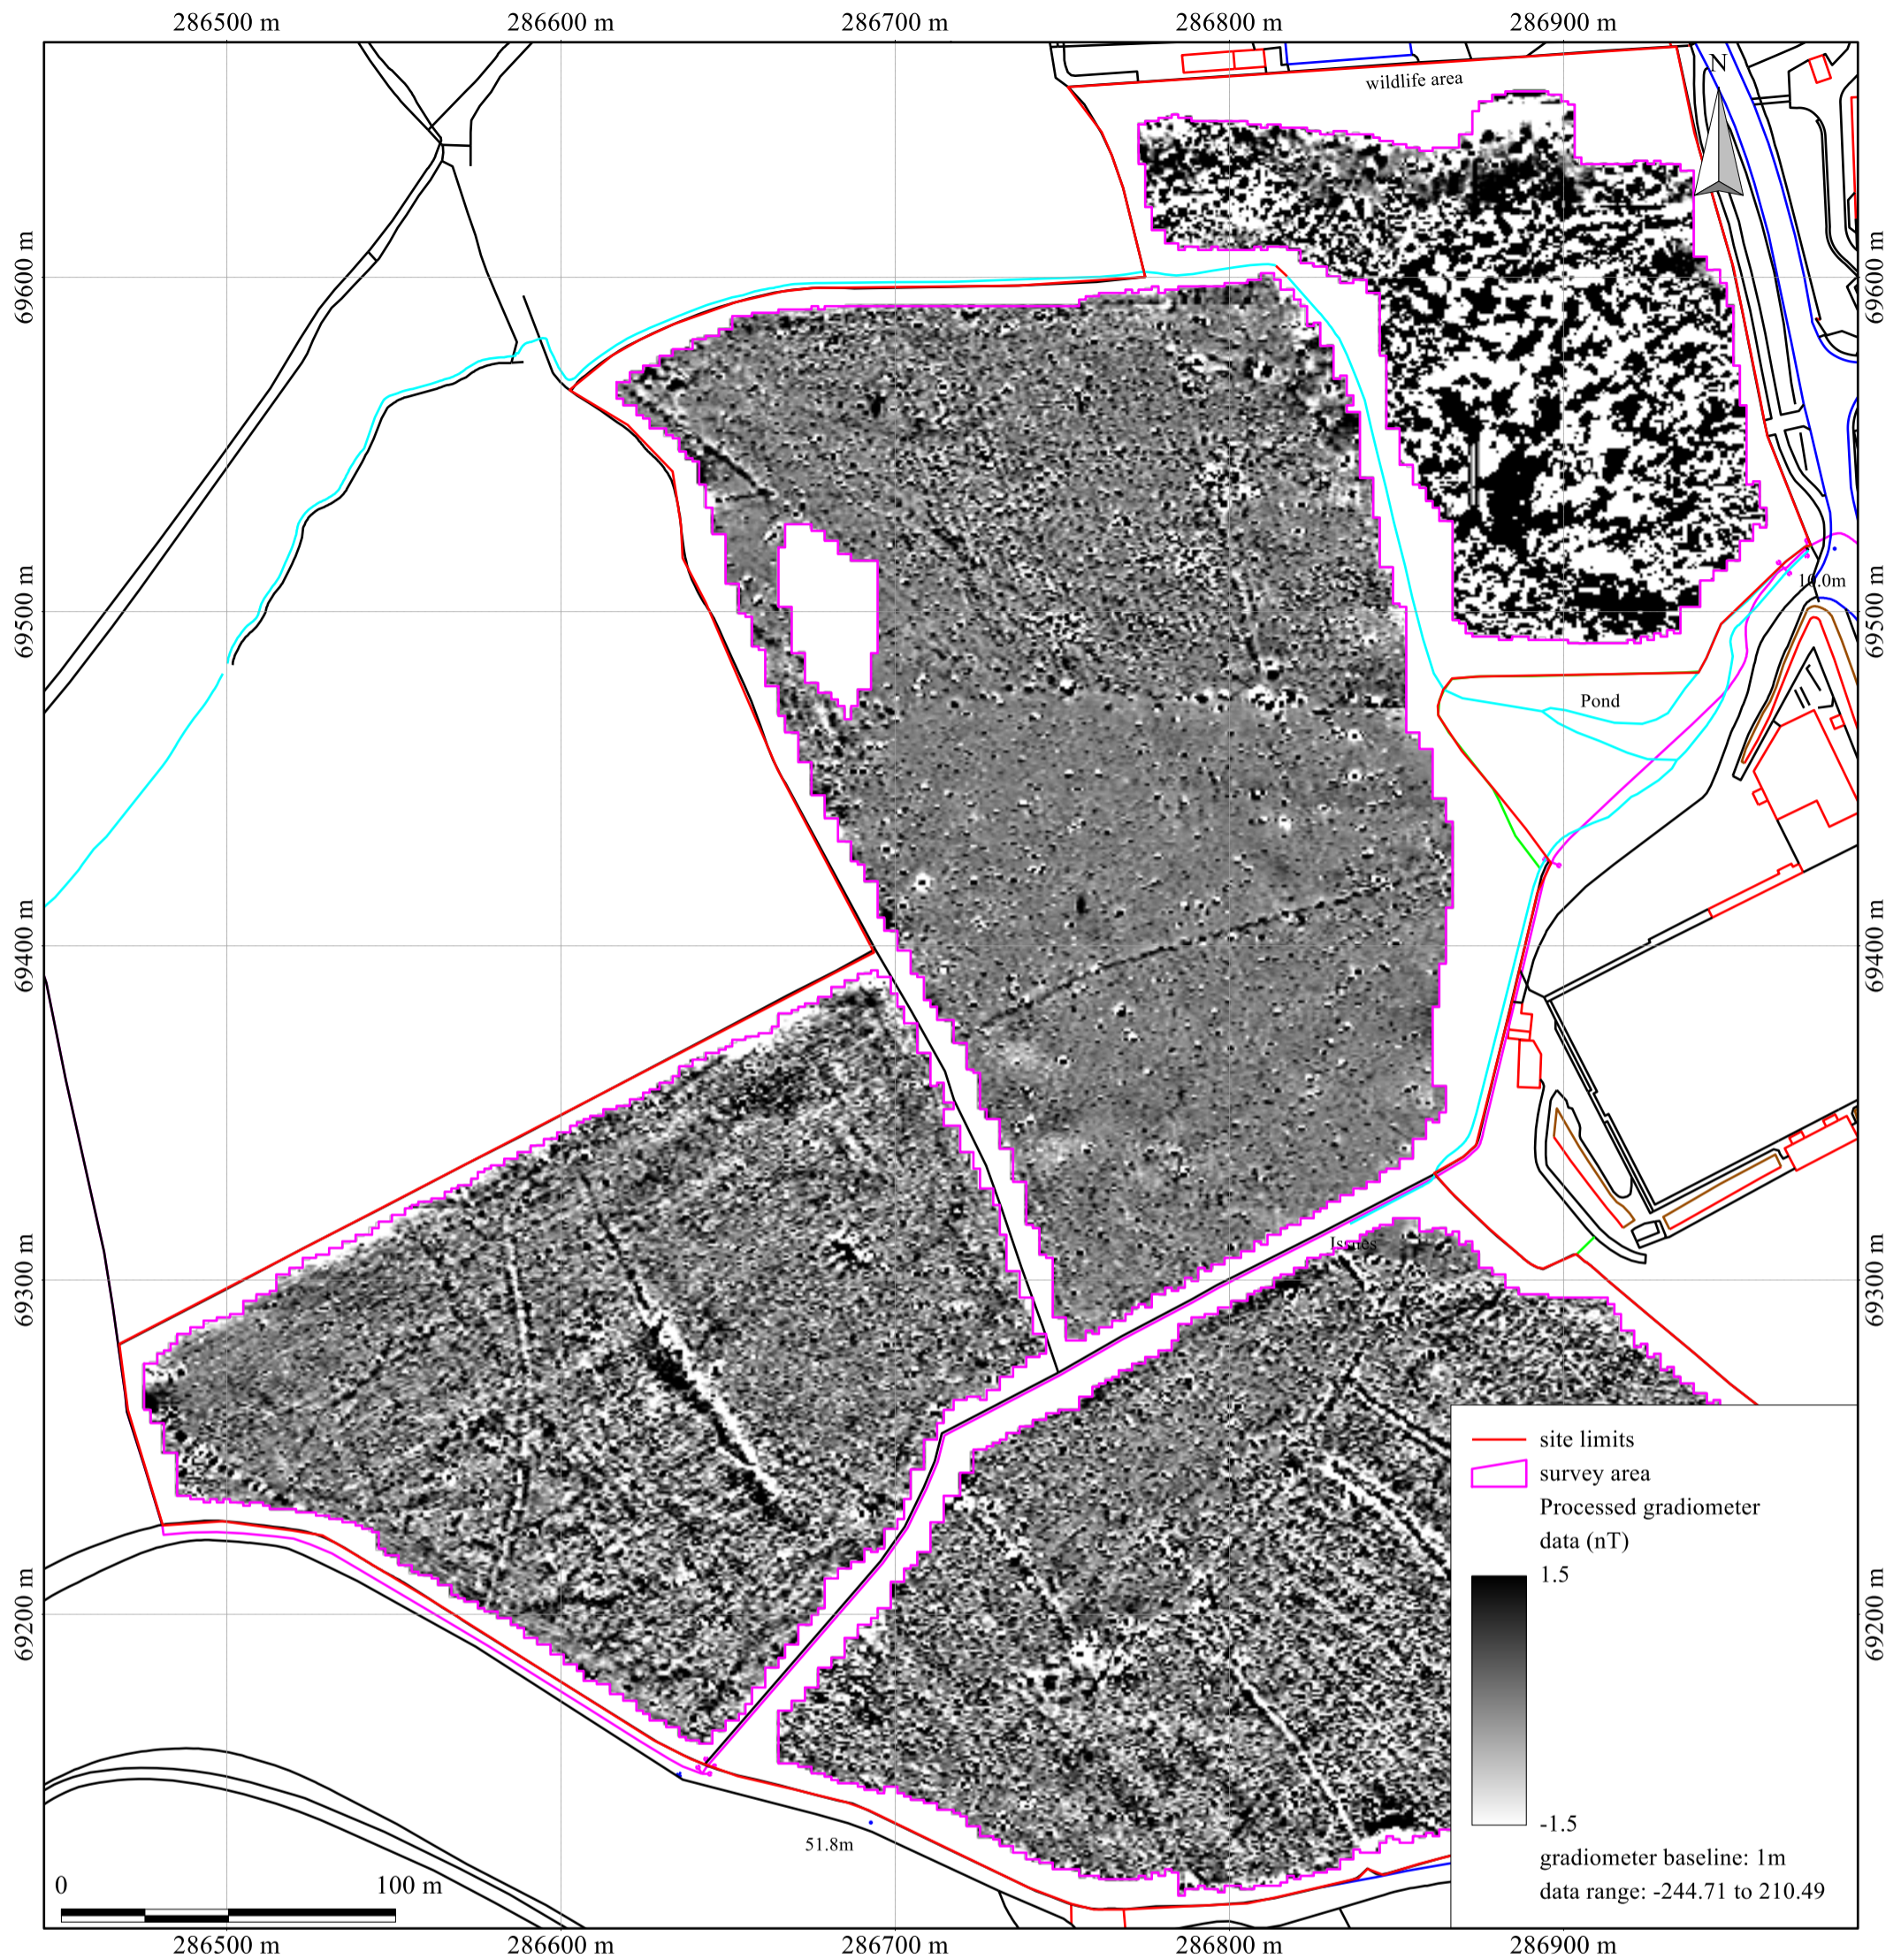 286500 m 286600 m 286700 m 286800 m 286900 m
N
wildlife area
69600 m 69600 m
10.0m
69500 m 69500 m
Pond
69400 m 69400 m
Issues
69300 m 69300 m
site limits
survey area
Processed gradiometer
data (nT)
1.5
69200 m 69200 m
-1.5
51.8m
gradiometer baseline: 1m
0 100 m
data range: -244.71 to 210.49
286500 m 286600 m 286700 m 286800 m 286900 m